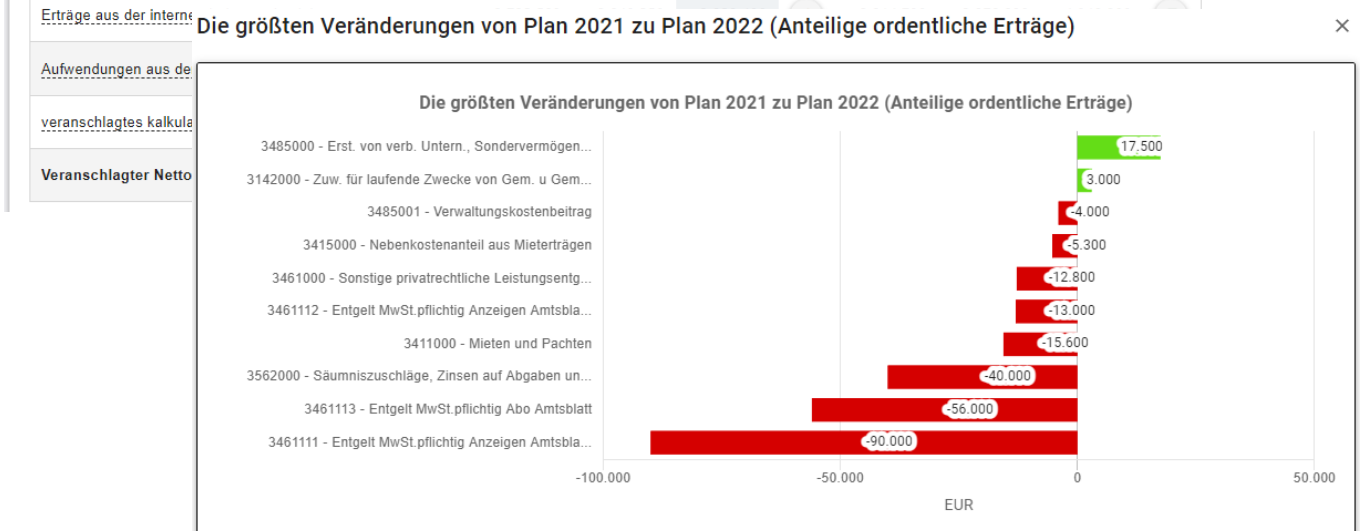 Erträge aus der interne
Die größten Veränderungen von Plan 2021 zu Plan 2022 (Anteilige ordentliche Erträge)
Aufwendungen aus de
veranschlagtes kalkula
Veranschlagter Netto
Die größten Veränderungen von Plan 2021 zu Plan 2022 (Anteilige ordentliche Erträge)
3485000 - Erst. von verb. Untern., Sondervermögen... 17.500
3142000 - Zuw. für laufende Zwecke von Gem. u Gem... 3.000
3485001 - Verwaltungskostenbeitrag -4.000
3415000 - Nebenkostenanteil aus Mieterträgen -5.300
3461000 - Sonstige privatrechtliche Leistungsentg... -12.800
3461112 - Entgelt MwSt.pflichtig Anzeigen Amtsbla... -13.000
3411000 - Mieten und Pachten -15.600
3562000 - Säumniszuschläge, Zinsen auf Abgaben un... -40.000
3461113 - Entgelt MwSt.pflichtig Abo Amtsblatt -56.000
3461111 - Entgelt MwSt.pflichtig Anzeigen Amtsbla... -90.000
-100.000 -50.000 0 50.000
EUR